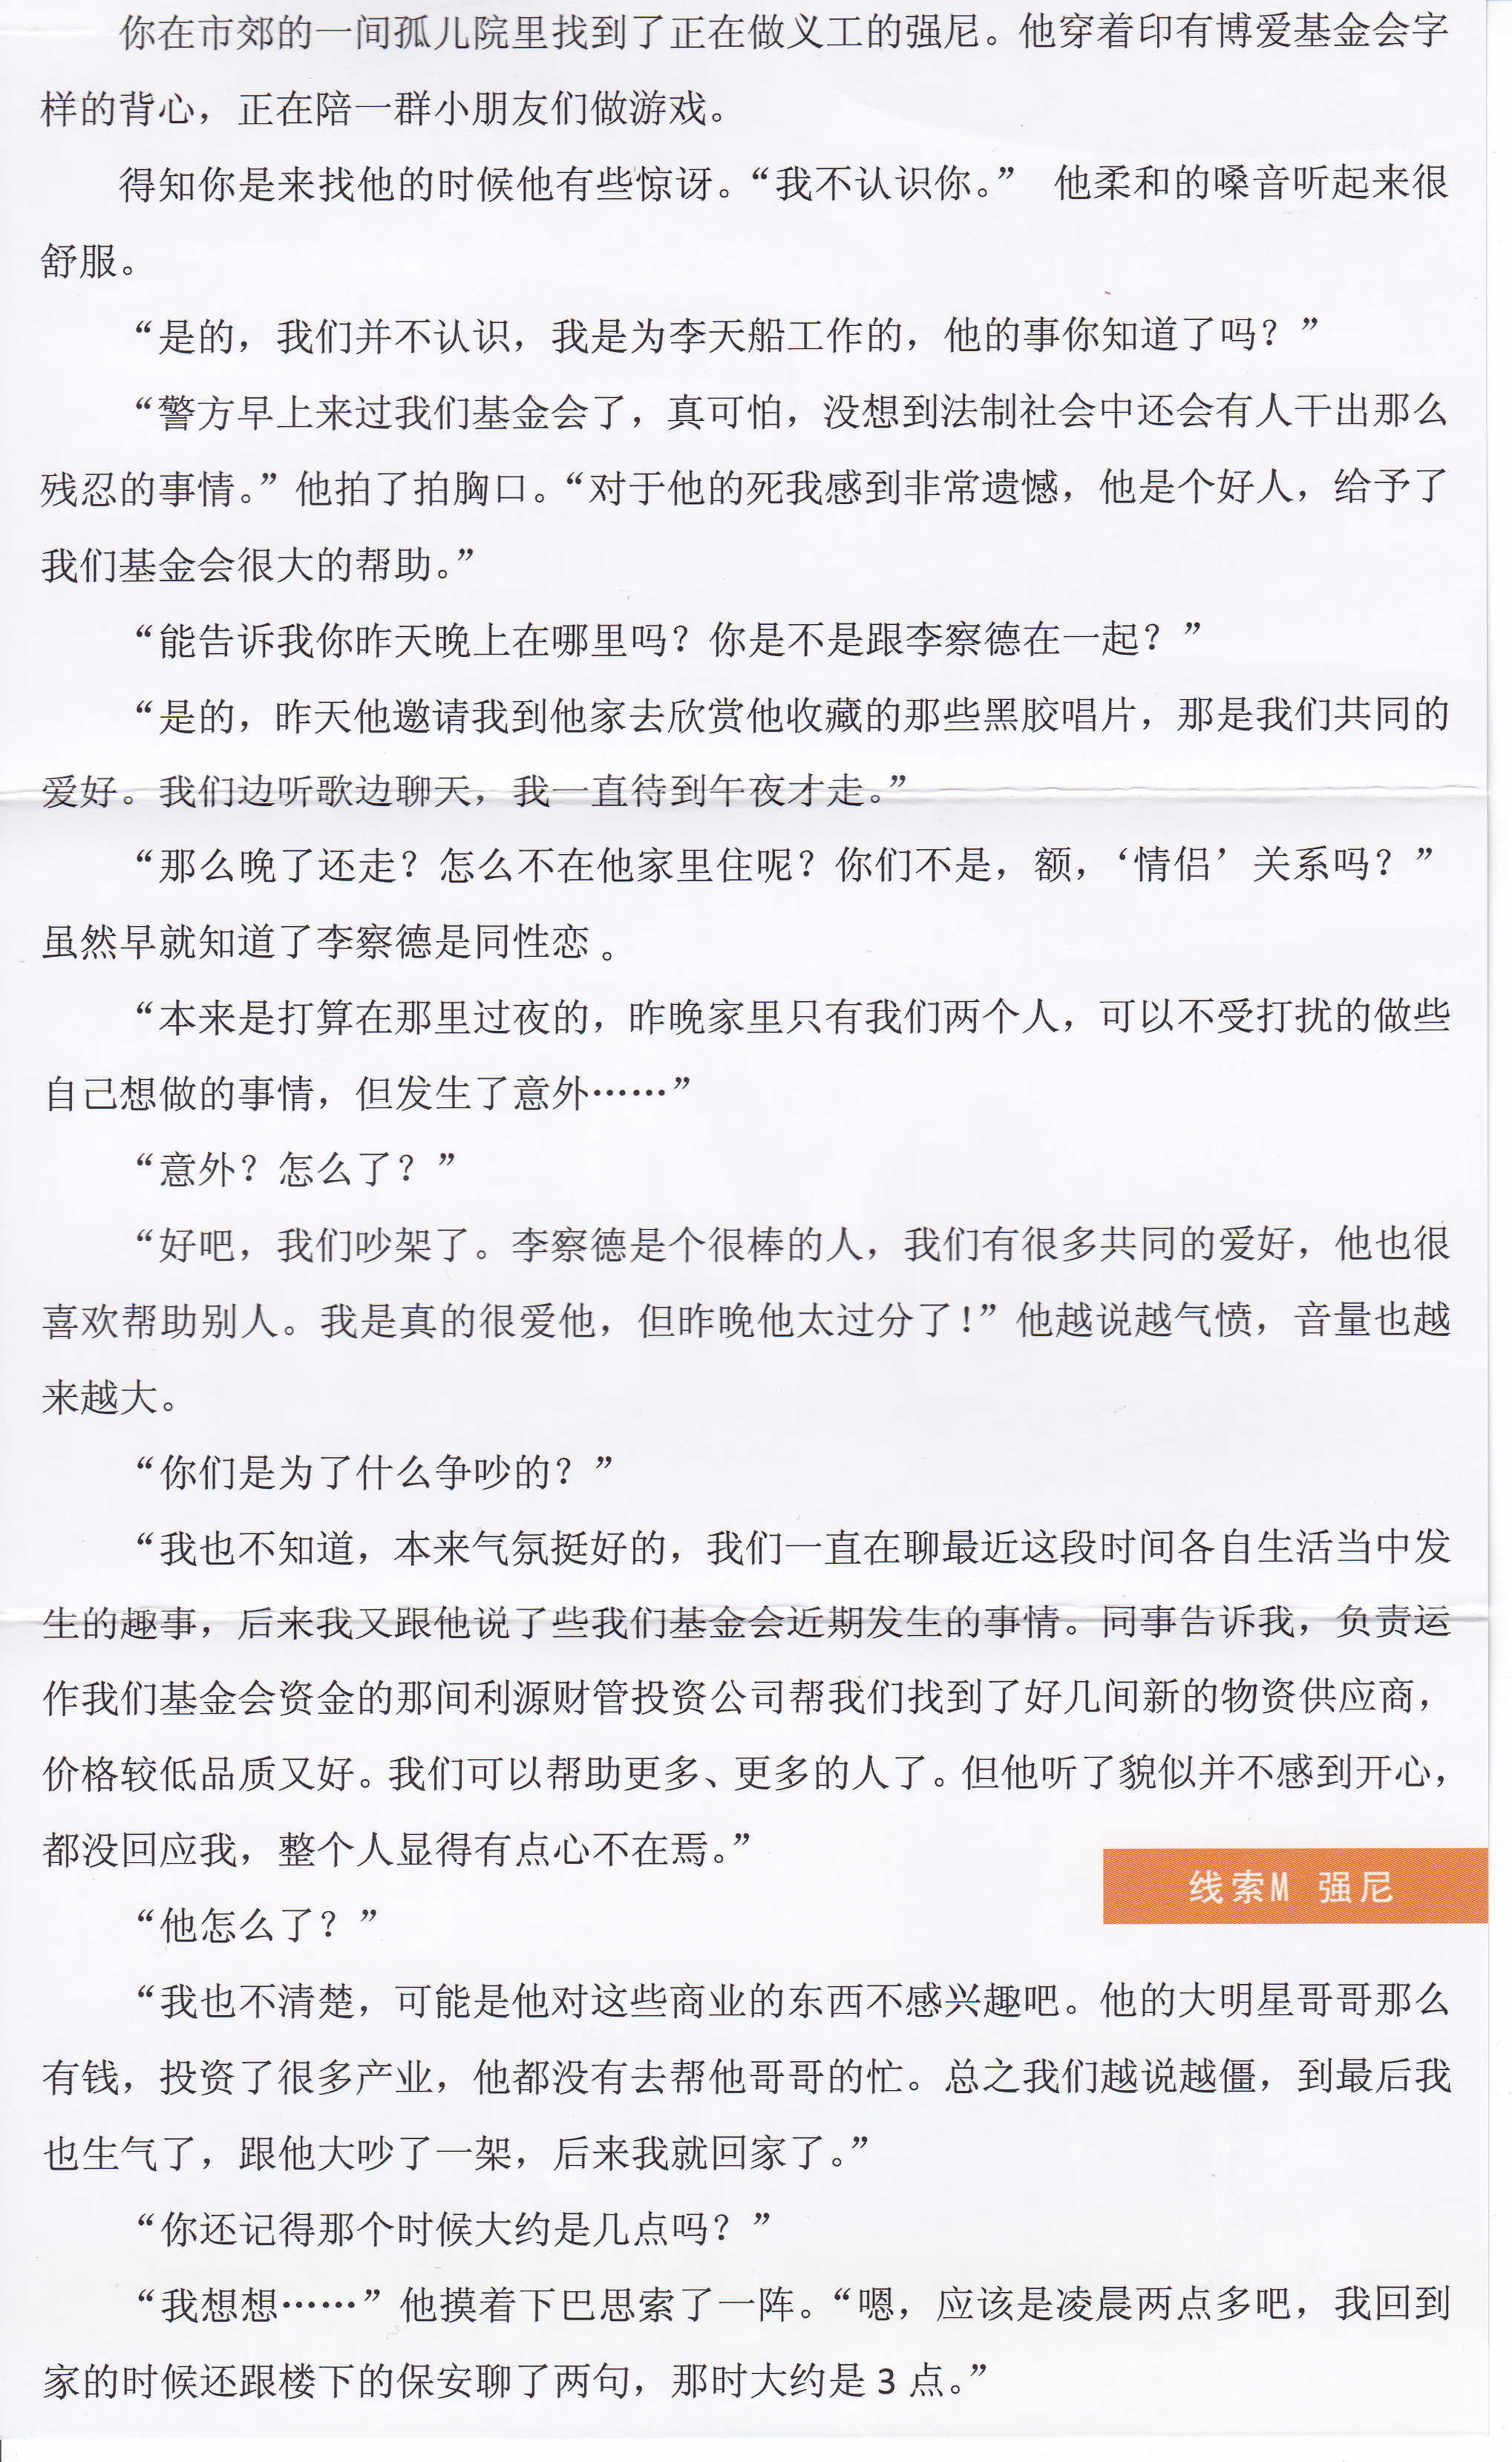 你在市郊的一间孤儿院里找到了正在做义工的强尼。他穿着印有博爱基金会字
样的背心，正在陪一群小朋友们做游戏。
得知你是来找他的时候他有些惊讶。“我不认识你。” 他柔和的嗓音听起来很
舒服。
“是的，我们并不认识，我是为李天船工作的，他的事你知道了吗？”
“警方早上来过我们基金会了，真可怕，没想到法制社会中还会有人干出那么
残忍的事情。”他拍了拍胸口。“对于他的死我感到非常遗憾，他是个好人，给予了
我们基金会很大的帮助。”
“能告诉我你昨天晚上在哪里吗？你是不是跟李察德在一起？”
“是的，昨天他邀请我到他家去欣赏他收藏的那些黑胶唱片，那是我们共同的
爱好。我们边听歌边聊天，我一直待到午夜才走。”
“那么晚了还走？怎么不在他家里住呢？你们不是，额，‘情侣’关系吗？”
虽然早就知道了李察德是同性恋 。
“本来是打算在那里过夜的，昨晚家里只有我们两个人，可以不受打扰的做些
自己想做的事情，但发生了意外……”
“意外？怎么了？”
“好吧，我们吵架了。李察德是个很棒的人，我们有很多共同的爱好，他也很
喜欢帮助别人。我是真的很爱他，但昨晚他太过分了！”他越说越气愤，音量也越
来越大。
“你们是为了什么争吵的？”
“我也不知道，本来气氛挺好的，我们一直在聊最近这段时间各自生活当中发
生的趣事，后来我又跟他说了些我们基金会近期发生的事情。同事告诉我，负责运
作我们基金会资金的那间利源财管投资公司帮我们找到了好几间新的物资供应商，
价格较低品质又好。我们可以帮助更多、更多的人了。但他听了貌似并不感到开心，
都没回应我，整个人显得有点心不在焉。”
线索M 强尼
“他怎么了？”
“我也不清楚，可能是他对这些商业的东西不感兴趣吧。他的大明星哥哥那么
有钱，投资了很多产业，他都没有去帮他哥哥的忙。总之我们越说越僵，到最后我
也生气了，跟他大吵了一架，后来我就回家了。”
“你还记得那个时候大约是几点吗？”
“我想想……”他摸着下巴思索了一阵。“嗯，应该是凌晨两点多吧，我回到
家的时候还跟楼下的保安聊了两句，那时大约是 3 点。”